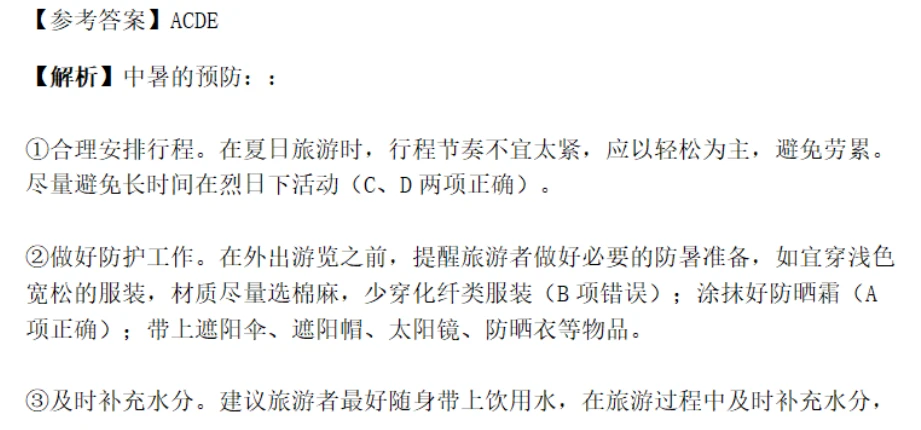 【参考答案】ACDE
【解析】中暑的预防：：
①合理安排行程。在夏日旅游时，行程节奏不宜太紧，应以轻松为主，避免劳累。
尽量避免长时间在烈日下活动（C、D 两项正确）。
②做好防护工作。在外出游览之前，提醒旅游者做好必要的防暑准备，如宜穿浅色
宽松的服装，材质尽量选棉麻，少穿化纤类服装（B 项错误）；涂抹好防晒霜（A
项正确）；带上遮阳伞、遮阳帽、太阳镜、防晒衣等物品。
③及时补充水分。建议旅游者最好随身带上饮用水，在旅游过程中及时补充水分，